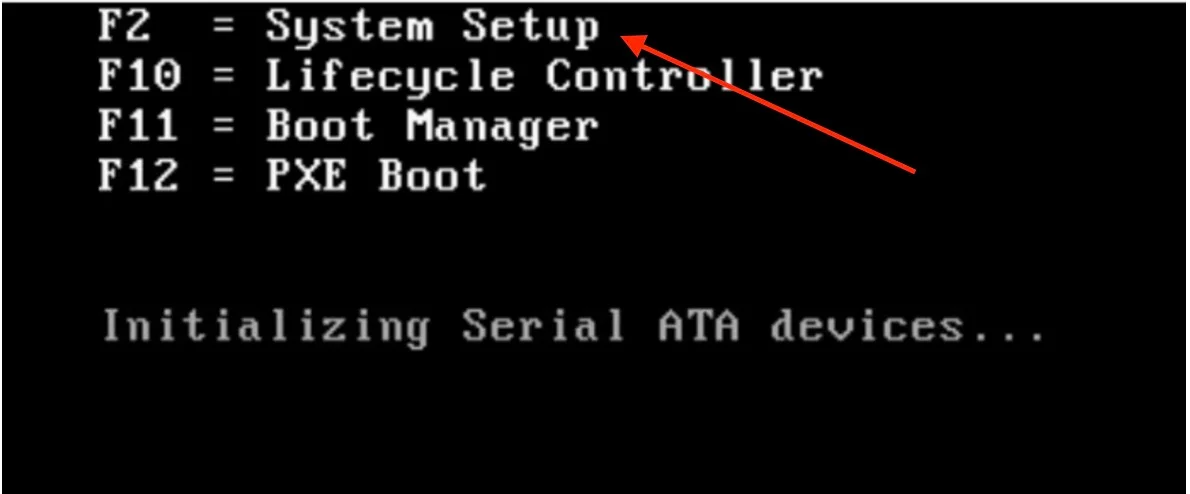 F2  = System Setup
F10 = Lifecycle Controller
F11 = Boot Manager
F12 = PXE Boot
Initializing Serial ATA devices...